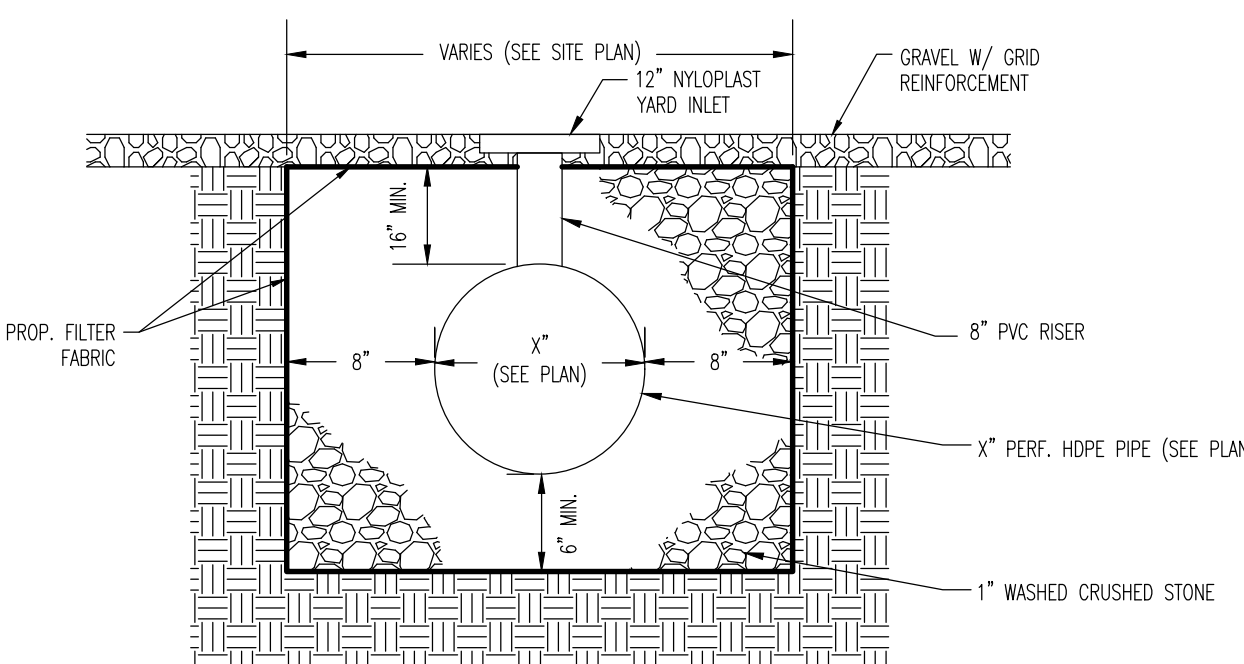 VARIES (SEE SITE PLAN)
12" NYLOPLAST
YARD INLET
GRAVEL W/ GRID
REINFORCEMENT
16" MIN.
PROP. FILTER
FABRIC
8"
X"
(SEE PLAN)
8"
8" PVC RISER
X" PERF. HDPE PIPE (SEE PLAN
6" MIN.
1" WASHED CRUSHED STONE